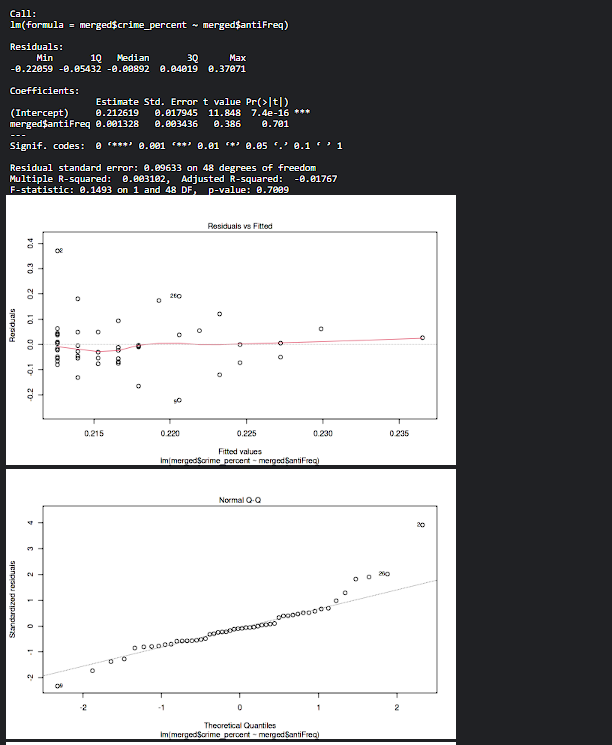 Call:
lm(formula = merged$crime_percent ~ merged$antiFreq)
Residuals:
Min 1Q Median 3Q Max
-0.22059 -0.05432 -0.00892 0.04019 0.37071
Coefficients:
Estimate Std. Error t value Pr(>|t|)
(Intercept) 0.212619 0.017945 11.848 7.4e-16 ***
merged$antiFreq 0.001328 0.003436 0.386 0.701
---
Signif. codes: 0 ‘***’ 0.001 ‘**’ 0.01 ‘*’ 0.05 ‘.’ 0.1 ‘ ’ 1
Residual standard error: 0.09633 on 48 degrees of freedom
Multiple R-squared: 0.003102, Adjusted R-squared: -0.01767
F-statistic: 0.1493 on 1 and 48 DF, p-value: 0.7009
Residuals vs Fitted
Residuals
0.4
0.3
0.2
0.1
0.0
-0.1
-0.2
2
26
9
0.215 0.220 0.225 0.230 0.235
Fitted values
lm(merged$crime_percent ~ merged$antiFreq)
Normal Q-Q
Standardized residuals
4
3
2
1
0
-1
-2
2
26
9
-2 -1 0 1 2
Theoretical Quantiles
lm(merged$crime_percent ~ merged$antiFreq)